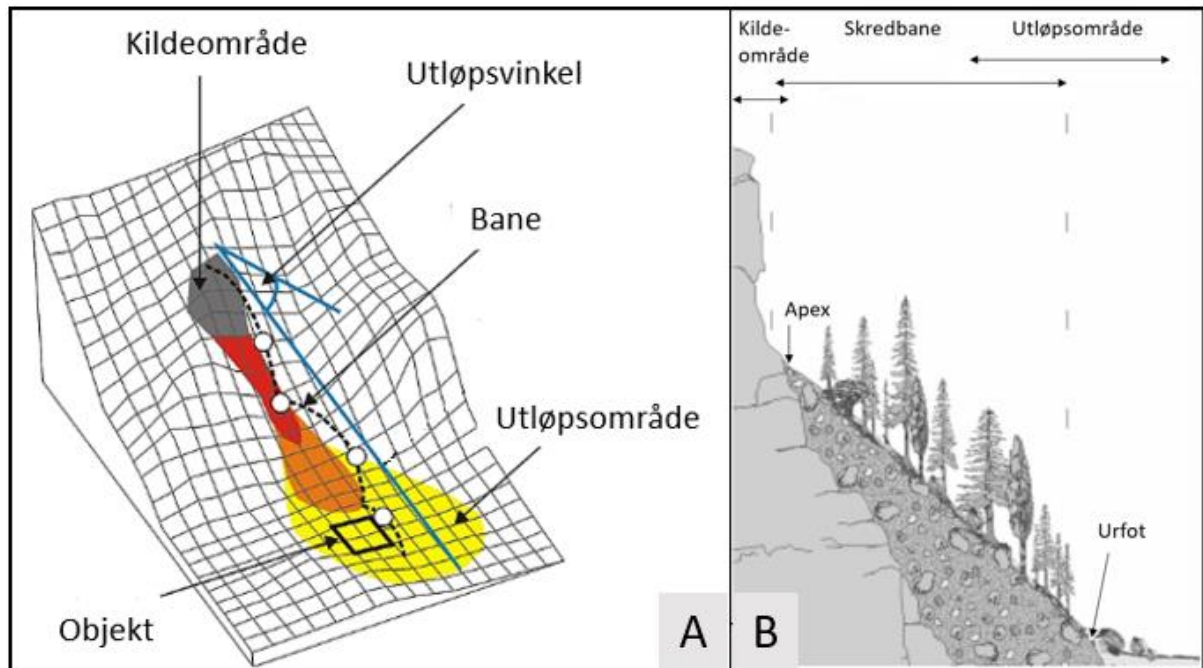 Kildeområde
Utløpsvinkel
Bane
Utløpsområde
Objekt
A
Kilde-
område
Skredbane
Utløpsområde
Apex
Urfot
B